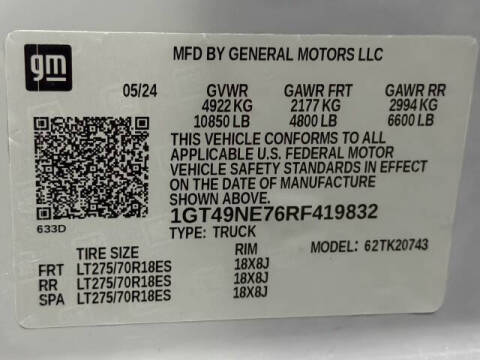 gm
MFD BY GENERAL MOTORS LLC
05/24 GVWR GAWR FRT GAWR RR
4922 KG 2177 KG 2994 KG
10850 LB 4800 LB 6600 LB
THIS VEHICLE CONFORMS TO ALL
APPLICABLE U.S. FEDERAL MOTOR
VEHICLE SAFETY STANDARDS IN EFFECT
ON THE DATE OF MANUFACTURE
SHOWN ABOVE.
1GT49NE76RF419832
633D
TYPE: TRUCK
TIRE SIZE RIM MODEL: 62TK20743
FRT LT275/70R18ES 18X8J
RR LT275/70R18ES 18X8J
SPA LT275/70R18ES 18X8J